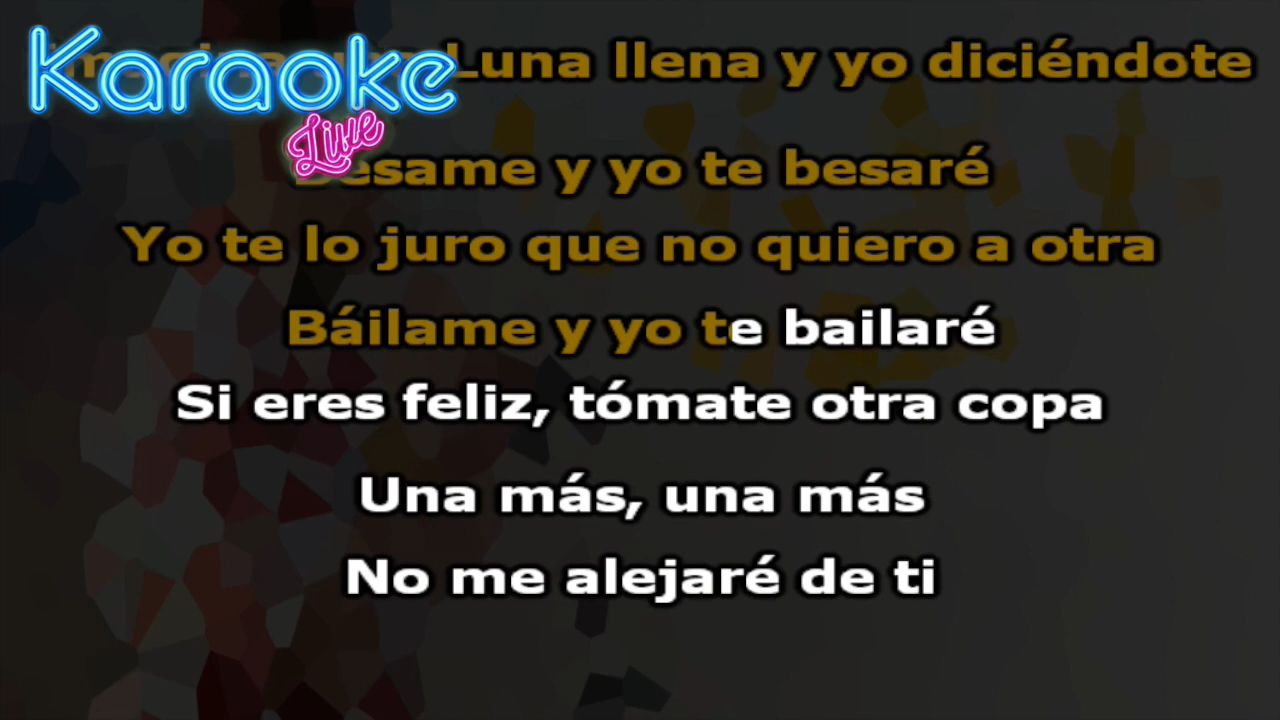 Karaoke
Live
Luna llena y yo diciéndote
Bésame y yo te besaré
Yo te lo juro que no quiero a otra
Báilame y yo te bailaré
Si eres feliz, tómate otra copa
Una más, una más
No me alejaré de ti